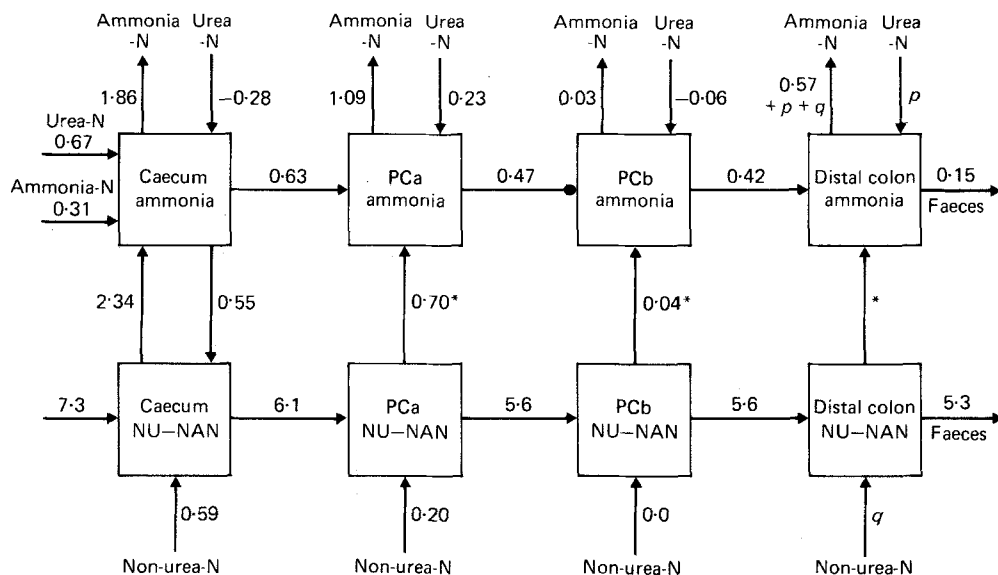 Ammonia Urea Ammonia Urea Ammonia Urea Ammonia Urea
-N -N -N -N -N -N -N -N
1·86 −0·28 1·09 0·23 0·03 −0·06 0·57 p
+ p + q
Urea-N
0·67
Ammonia-N
0·31
Caecum 0·63 PCa 0·47 PCb 0·42 Distal colon 0·15
ammonia ammonia ammonia ammonia Faeces
2·34 0·55 0·70* 0·04* *
7·3 Caecum 6·1 PCa 5·6 PCb 5·6 Distal colon 5·3
NU–NAN NU–NAN NU–NAN NU–NAN Faeces
0·59 0·20 0·0 q
Non-urea-N Non-urea-N Non-urea-N Non-urea-N